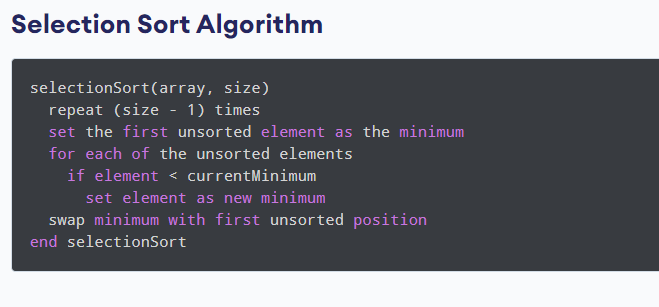 Selection Sort Algorithm
selectionSort(array, size)
  repeat (size - 1) times
  set the first unsorted element as the minimum
  for each of the unsorted elements
    if element < currentMinimum
      set element as new minimum
  swap minimum with first unsorted position
end selectionSort